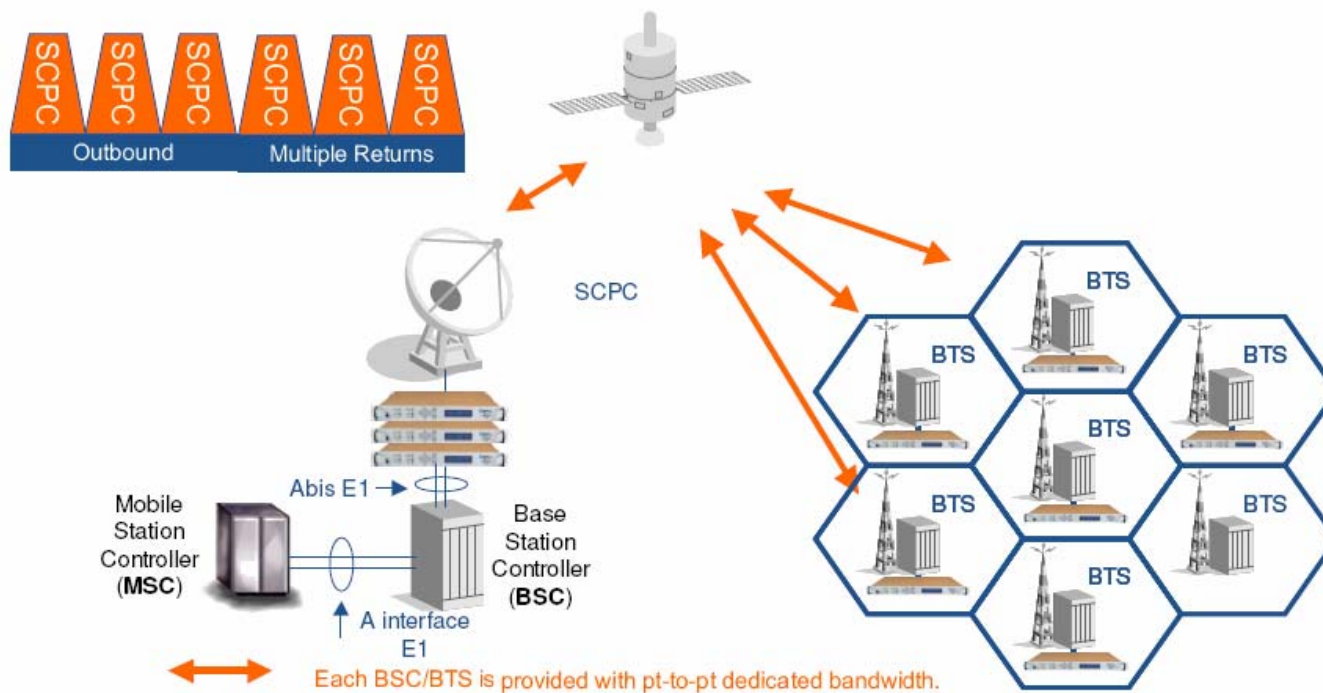 SCPC
SCPC
SCPC
SCPC
SCPC
SCPC
Outbound
Multiple Returns
SCPC
BTS
BTS
BTS
BTS
BTS
BTS
BTS
Abis E1
Mobile
Station
Controller
(MSC)
Base
Station
Controller
(BSC)
A interface
E1
Each BSC/BTS is provided with pt-to-pt dedicated bandwidth.